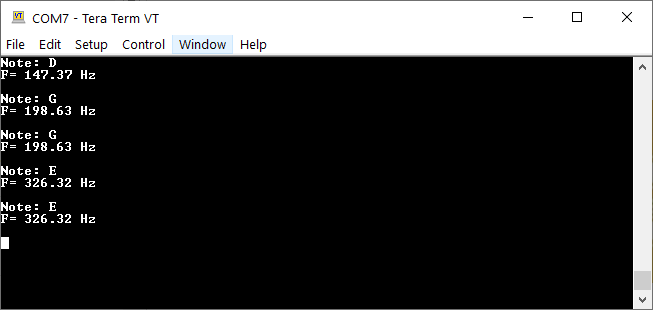 VT
COM7 - Tera Term VT
File Edit Setup Control Window Help
Note: D
F= 147.37 Hz
Note: G
F= 198.63 Hz
Note: G
F= 198.63 Hz
Note: E
F= 326.32 Hz
Note: E
F= 326.32 Hz